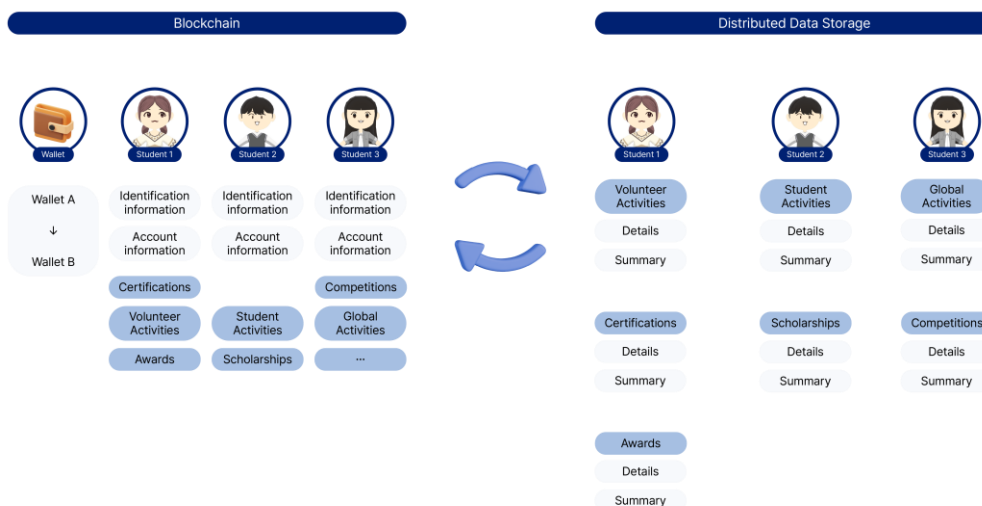 Blockchain
Wallet
Student 1
Student 2
Student 3
Wallet A
↓
Wallet B
Identification
information
Account
information
Certifications
Volunteer
Activities
Awards
Identification
information
Account
information
Student
Activities
Scholarships
Identification
information
Account
information
Competitions
Global
Activities
...
Distributed Data Storage
Student 1
Student 2
Student 3
Volunteer
Activities
Details
Summary
Student
Activities
Details
Summary
Global
Activities
Details
Summary
Certifications
Details
Summary
Scholarships
Details
Summary
Competitions
Details
Summary
Awards
Details
Summary